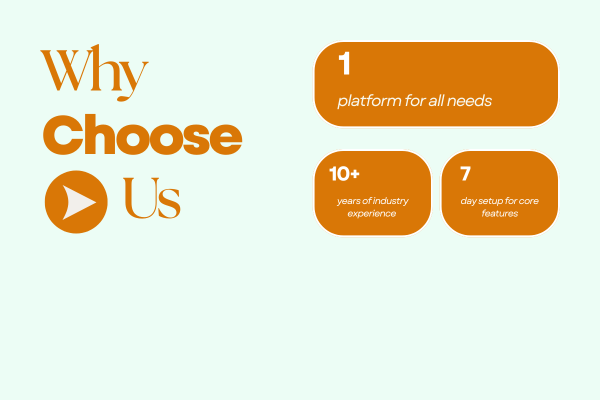 Why
Choose
Us
1
platform for all needs
10+
years of industry
experience
7
day setup for core
features